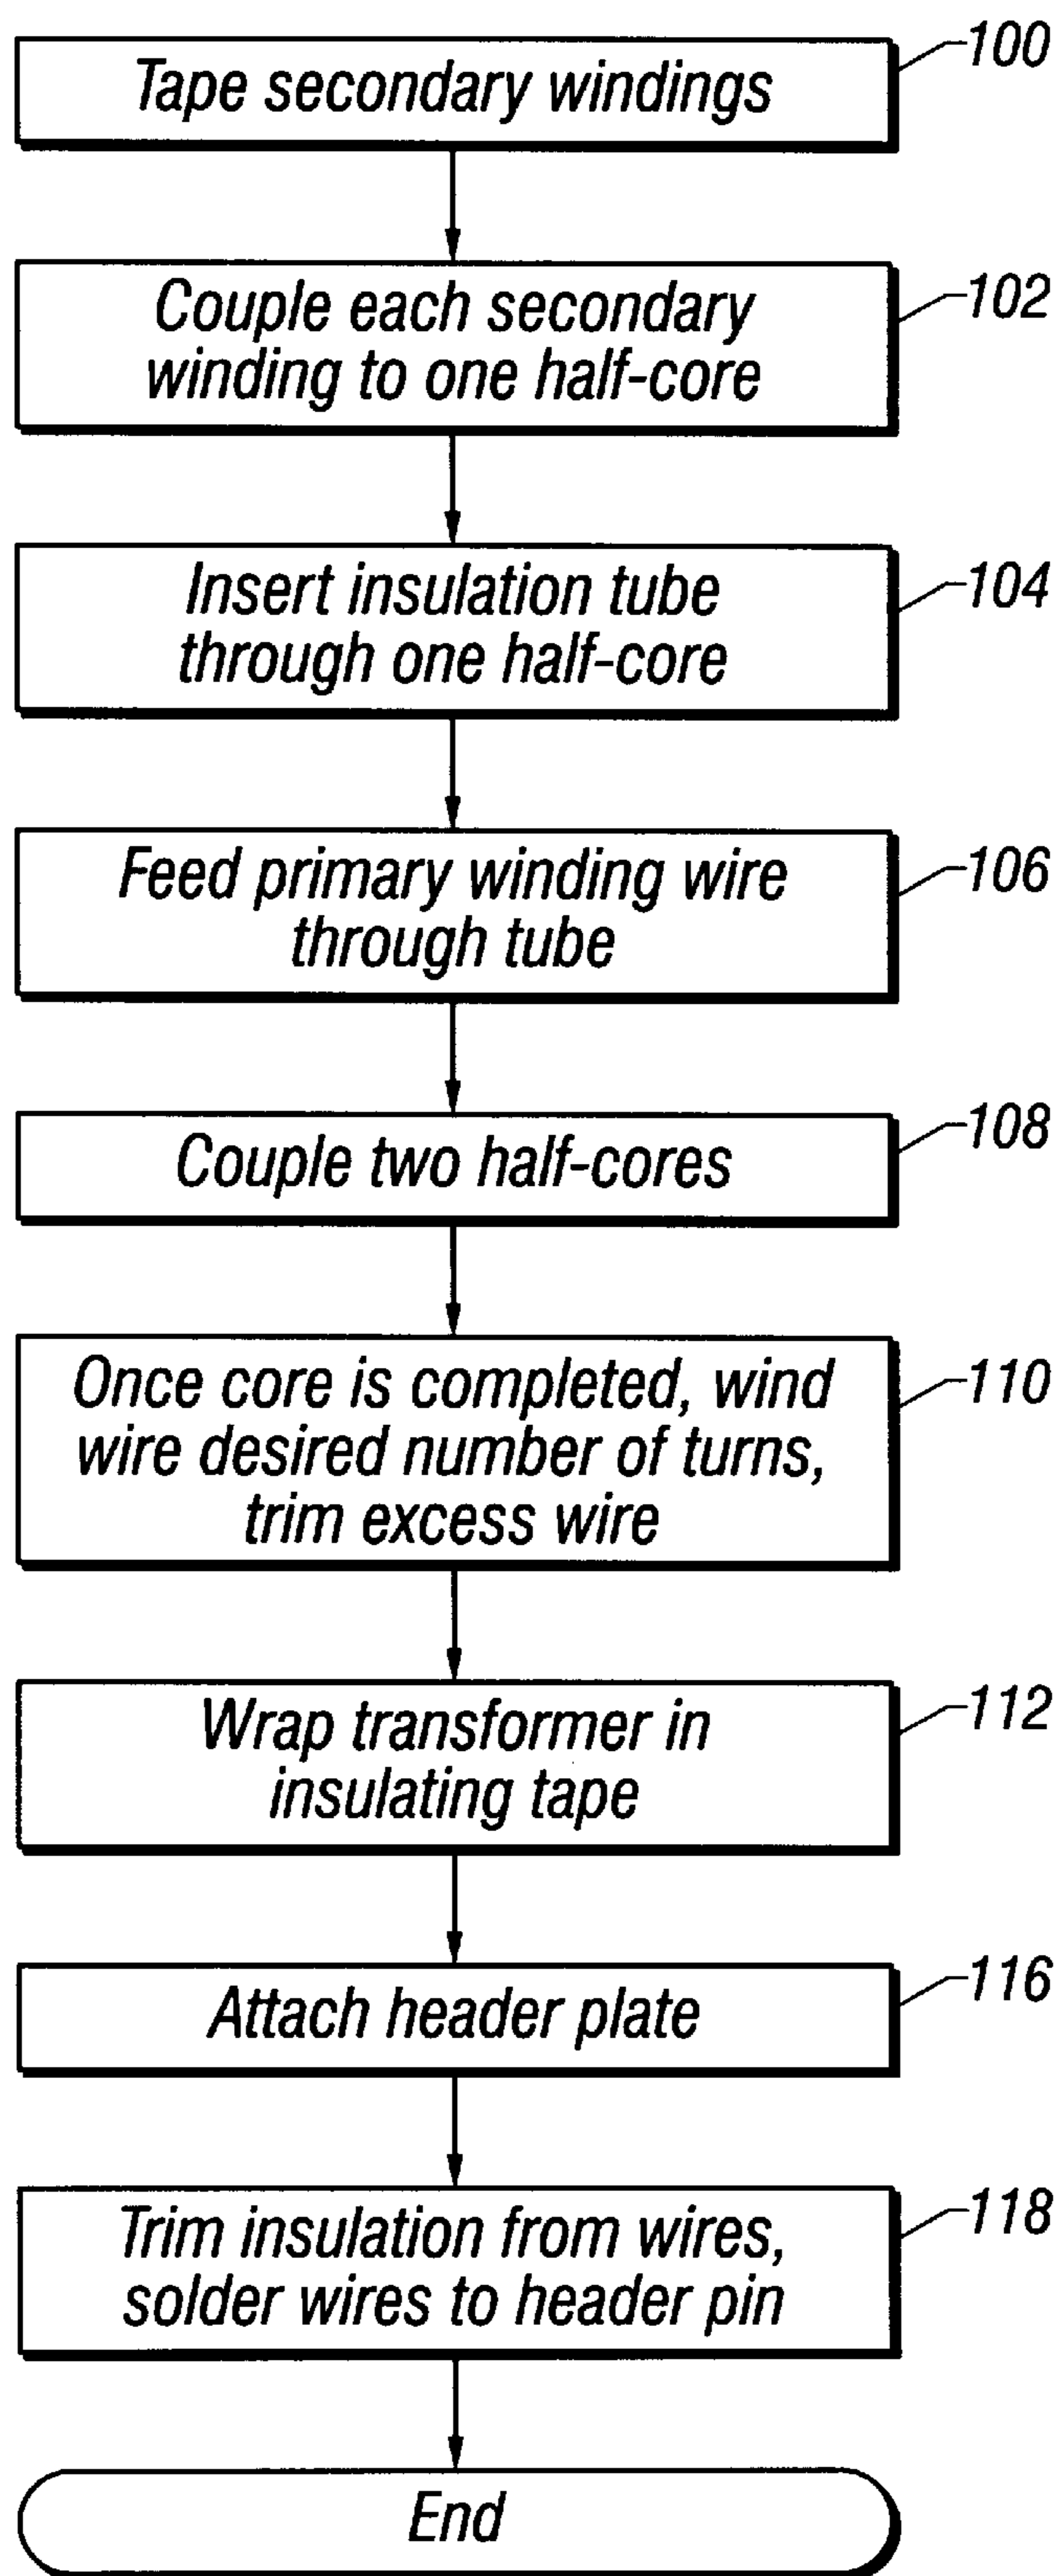 100
Tape secondary windings
102
Couple each secondary
winding to one half-core
104
Insert insulation tube
through one half-core
106
Feed primary winding wire
through tube
108
Couple two half-cores
110
Once core is completed, wind
wire desired number of turns,
trim excess wire
112
Wrap transformer in
insulating tape
116
Attach header plate
118
Trim insulation from wires,
solder wires to header pin
End